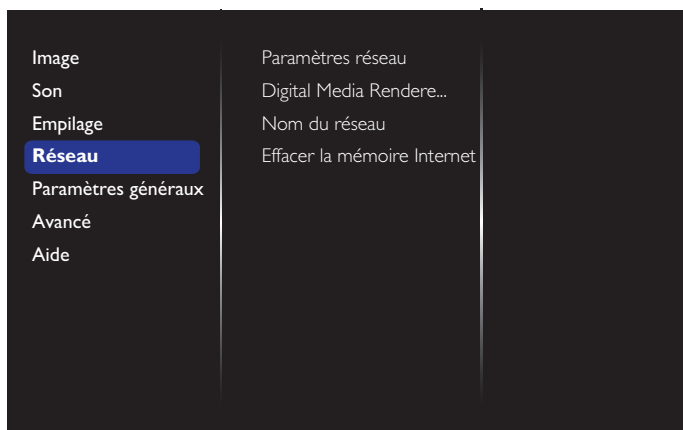 Image
Son
Empilage
Réseau
Paramètres généraux
Avancé
Aide
Paramètres réseau
Digital Media Rendere...
Nom du réseau
Effacer la mémoire Internet